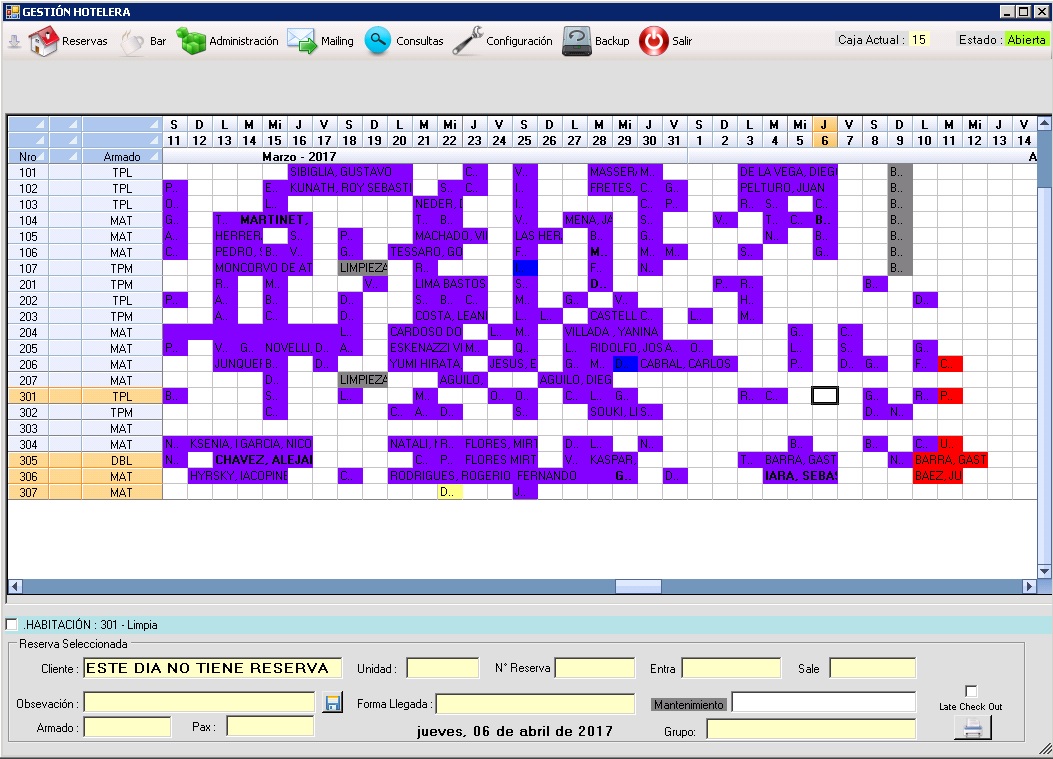 GESTIÓN HOTELERA
Reservas Bar Administración Mailing Consultas Configuración Backup Salir Caja Actual : 15 Estado : Abierta
S D L M Mi J V S D L M Mi J V S D L M Mi J V S D L M Mi J V S D L M Mi J V
11 12 13 14 15 16 17 18 19 20 21 22 23 24 25 26 27 28 29 30 31 1 2 3 4 5 6 7 8 9 10 11 12 13 14
Nro Armado Marzo - 2017 A
101 TPL SIBIGLIA, GUSTAVO C.. V.. MASSER, M.. DE LA VEGA, DIEG B..
102 TPL P.. E.. KUNATH, ROY SEBASTI S.. C.. I.. FRETES, C.. G.. PELTURO, JUAN B..
103 TPL O.. L.. NEDER, I.. C.. P.. R.. S.. C.. B..
104 MAT G.. T.. MARTINET, T.. B.. V.. MENA, JA S.. V.. T.. C.. B.. B..
105 MAT A.. HERRER S.. P.. MACHADO, VI LAS HER B.. G.. N.. B.. B..
106 MAT C.. PEDRO, B.. V.. G.. TESSARO, GO F.. M.. M.. M.. S.. G.. B..
107 TPM MONCORVO DE AT LIMPIEZA R.. F.. N.. B..
201 TPM R.. M.. V.. LIMA BASTOS S.. D.. P.. R.. B..
202 TPL P.. A.. B.. D.. S.. B.. C.. M.. G.. V.. H.. D..
203 TPM A.. C.. D.. COSTA, LEAN L.. L.. CASTELL C.. L.. M..
204 MAT L.. CARDOSO DO L.. M.. VILLADA, YANINA G.. C..
205 MAT P.. V.. G.. NOVELLI, D.. A.. ESKENAZZI VI M.. Q.. L.. RIDOLFO, JOS A.. O.. L.. S.. G..
206 MAT JUNQUEF B.. D.. YUMI HIRATA, JESUS, E G.. M.. D.. CABRAL, CARLOS P.. D.. G.. F.. C..
207 MAT D.. LIMPIEZA AGUILO, AGUILO, DIEG
301 TPL B.. S.. L.. M.. O.. O.. C.. L.. G.. R.. C.. G.. R.. P..
302 TPM C.. C.. A.. D.. S.. SOUKI, LI S.. D.. N..
303 MAT
304 MAT N.. KSENIA, I GARCIA, NICO NATALI, R.. FLORES, MIRT D.. L.. N.. B.. B.. C.. U..
305 DBL N.. CHAVEZ, ALEJAI C.. P.. FLORES MIRT V.. KASPAR, T.. BARRA, GAST N.. BARRA, GAST
306 MAT HYRSKY, IACOPINE C.. RODRIGUES, ROGERIO, FERNANDO G.. D.. IARA, SEBA BAEZ, JU
307 MAT D.. J..
.HABITACIÓN : 301 - Limpia
Reserva Seleccionada
Cliente : ESTE DIA NO TIENE RESERVA Unidad : N° Reserva Entra Sale
Obsevación : Forma Llegada : Mantenimiento Late Check Out
Armado : Pax : jueves, 06 de abril de 2017 Grupo: